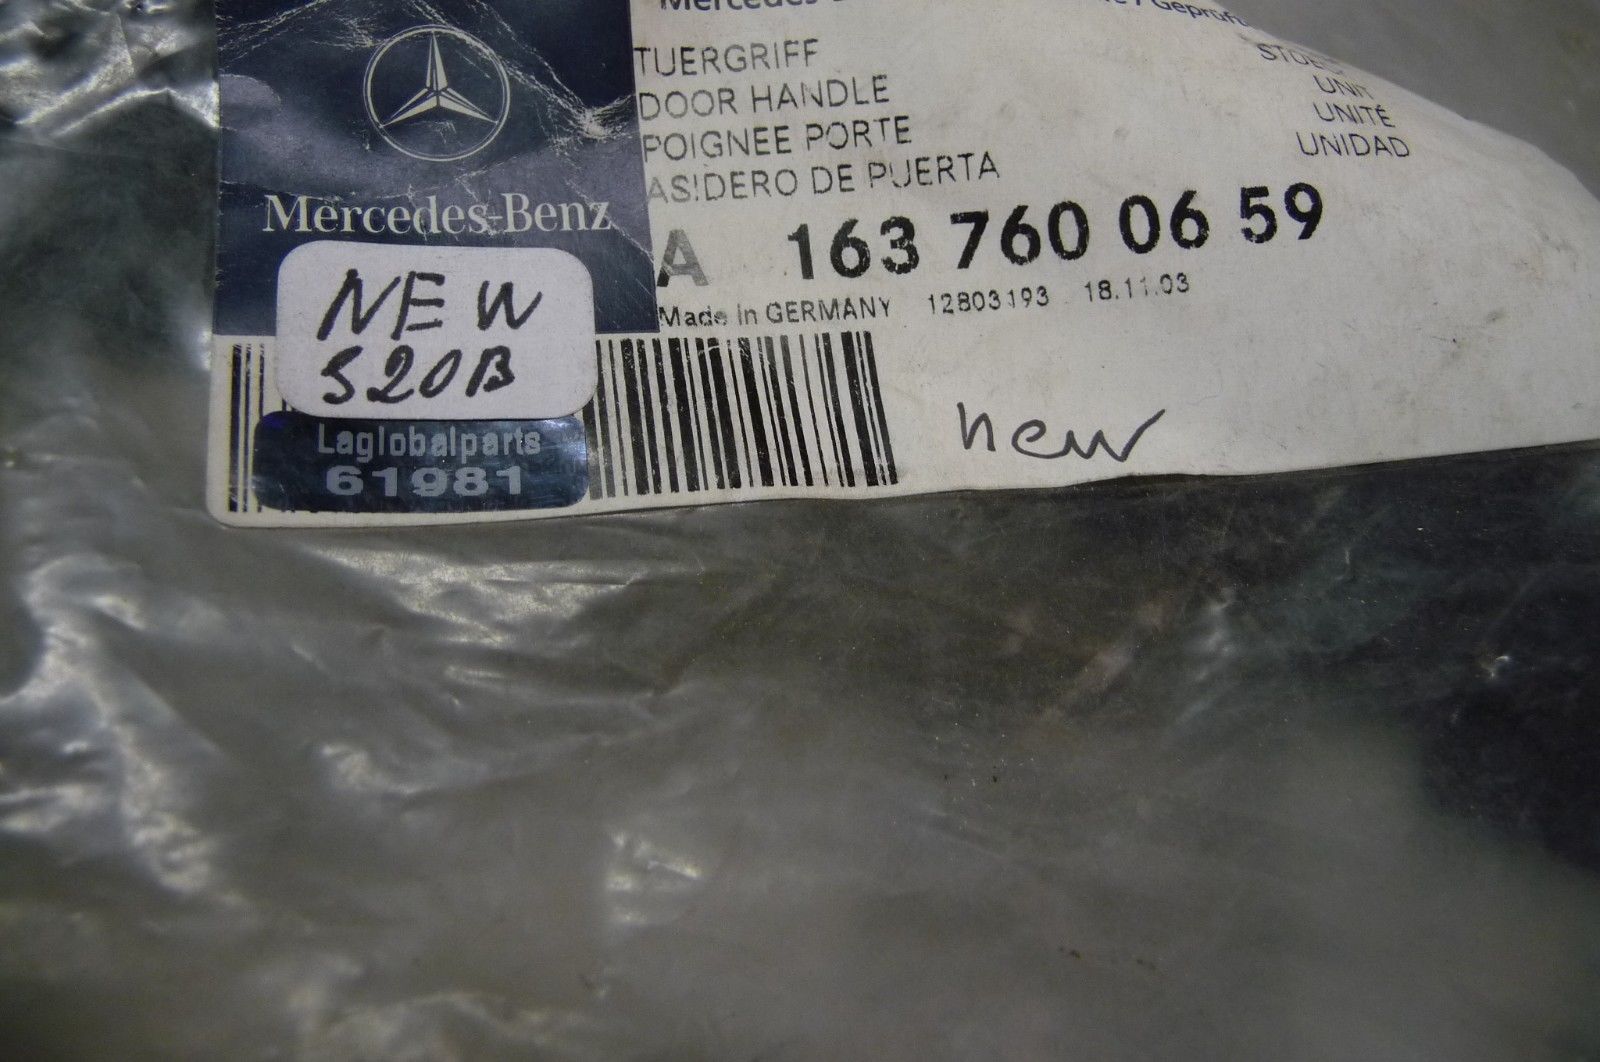 TUERGRIFF
DOOR HANDLE
POIGNEE PORTE
ASIDERO DE PUERTA
UNIT
UNITÉ
UNIDAD
Mercedes-Benz
A 163 760 06 59
Made in GERMANY 12803193 18.11.03
NEW
S20B
new
Laglobalparts
61981